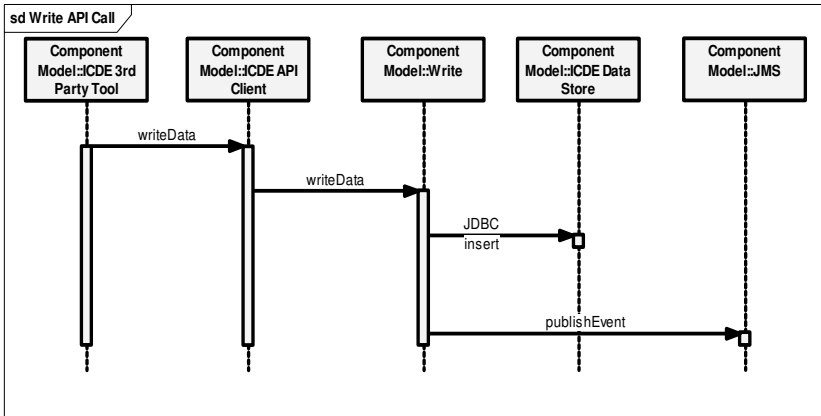 sd Write API Call
Component
Model::ICDE 3rd
Party Tool
Component
Model::ICDE API
Client
Component
Model::Write
Component
Model::ICDE Data
Store
Component
Model::JMS
writeData
writeData
JDBC
insert
publishEvent